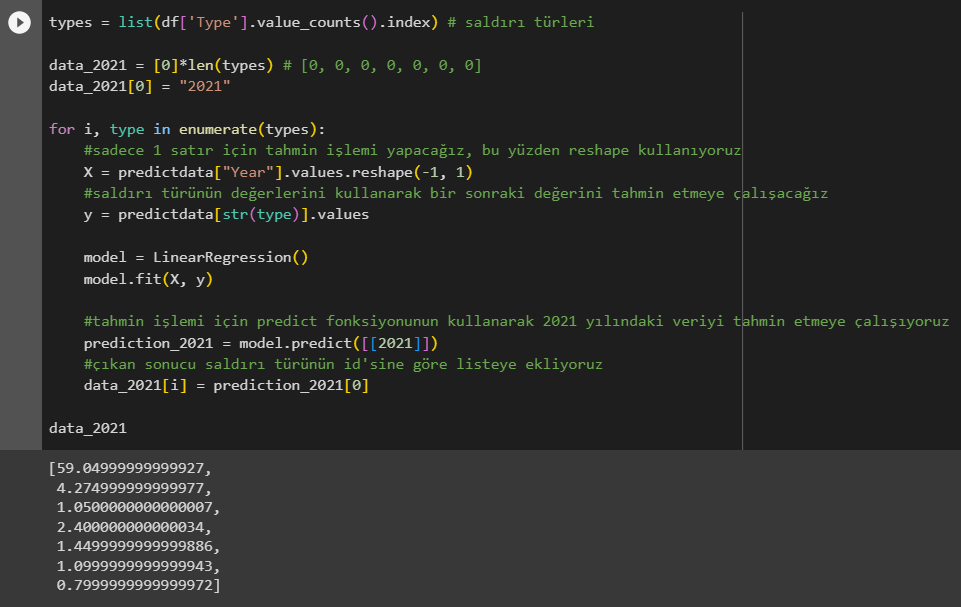 types = list(df['Type'].value_counts().index) # saldırı türleri
data_2021 = [0]*len(types) # [0, 0, 0, 0, 0, 0, 0]
data_2021[0] = "2021"
for i, type in enumerate(types):
#sadece 1 satır için tahmin işlemi yapacağız, bu yüzden reshape kullanıyoruz
X = predictdata["Year"].values.reshape(-1, 1)
#saldırı türünün değerlerini kullanarak bir sonraki değerini tahmin etmeye çalışacağız
y = predictdata[str(type)].values
model = LinearRegression()
model.fit(X, y)
#tahmin işlemi için predict fonksiyonunun kullanarak 2021 yılındaki veriyi tahmin etmeye çalışıyoruz
prediction_2021 = model.predict([[2021]])
#çıkan sonucu saldırı türünün id'sine göre listeye ekliyoruz
data_2021[i] = prediction_2021[0]
data_2021
[59.04999999999927,
4.274999999999977,
1.0500000000000007,
2.400000000000034,
1.4499999999999886,
1.0999999999999943,
0.7999999999999972]